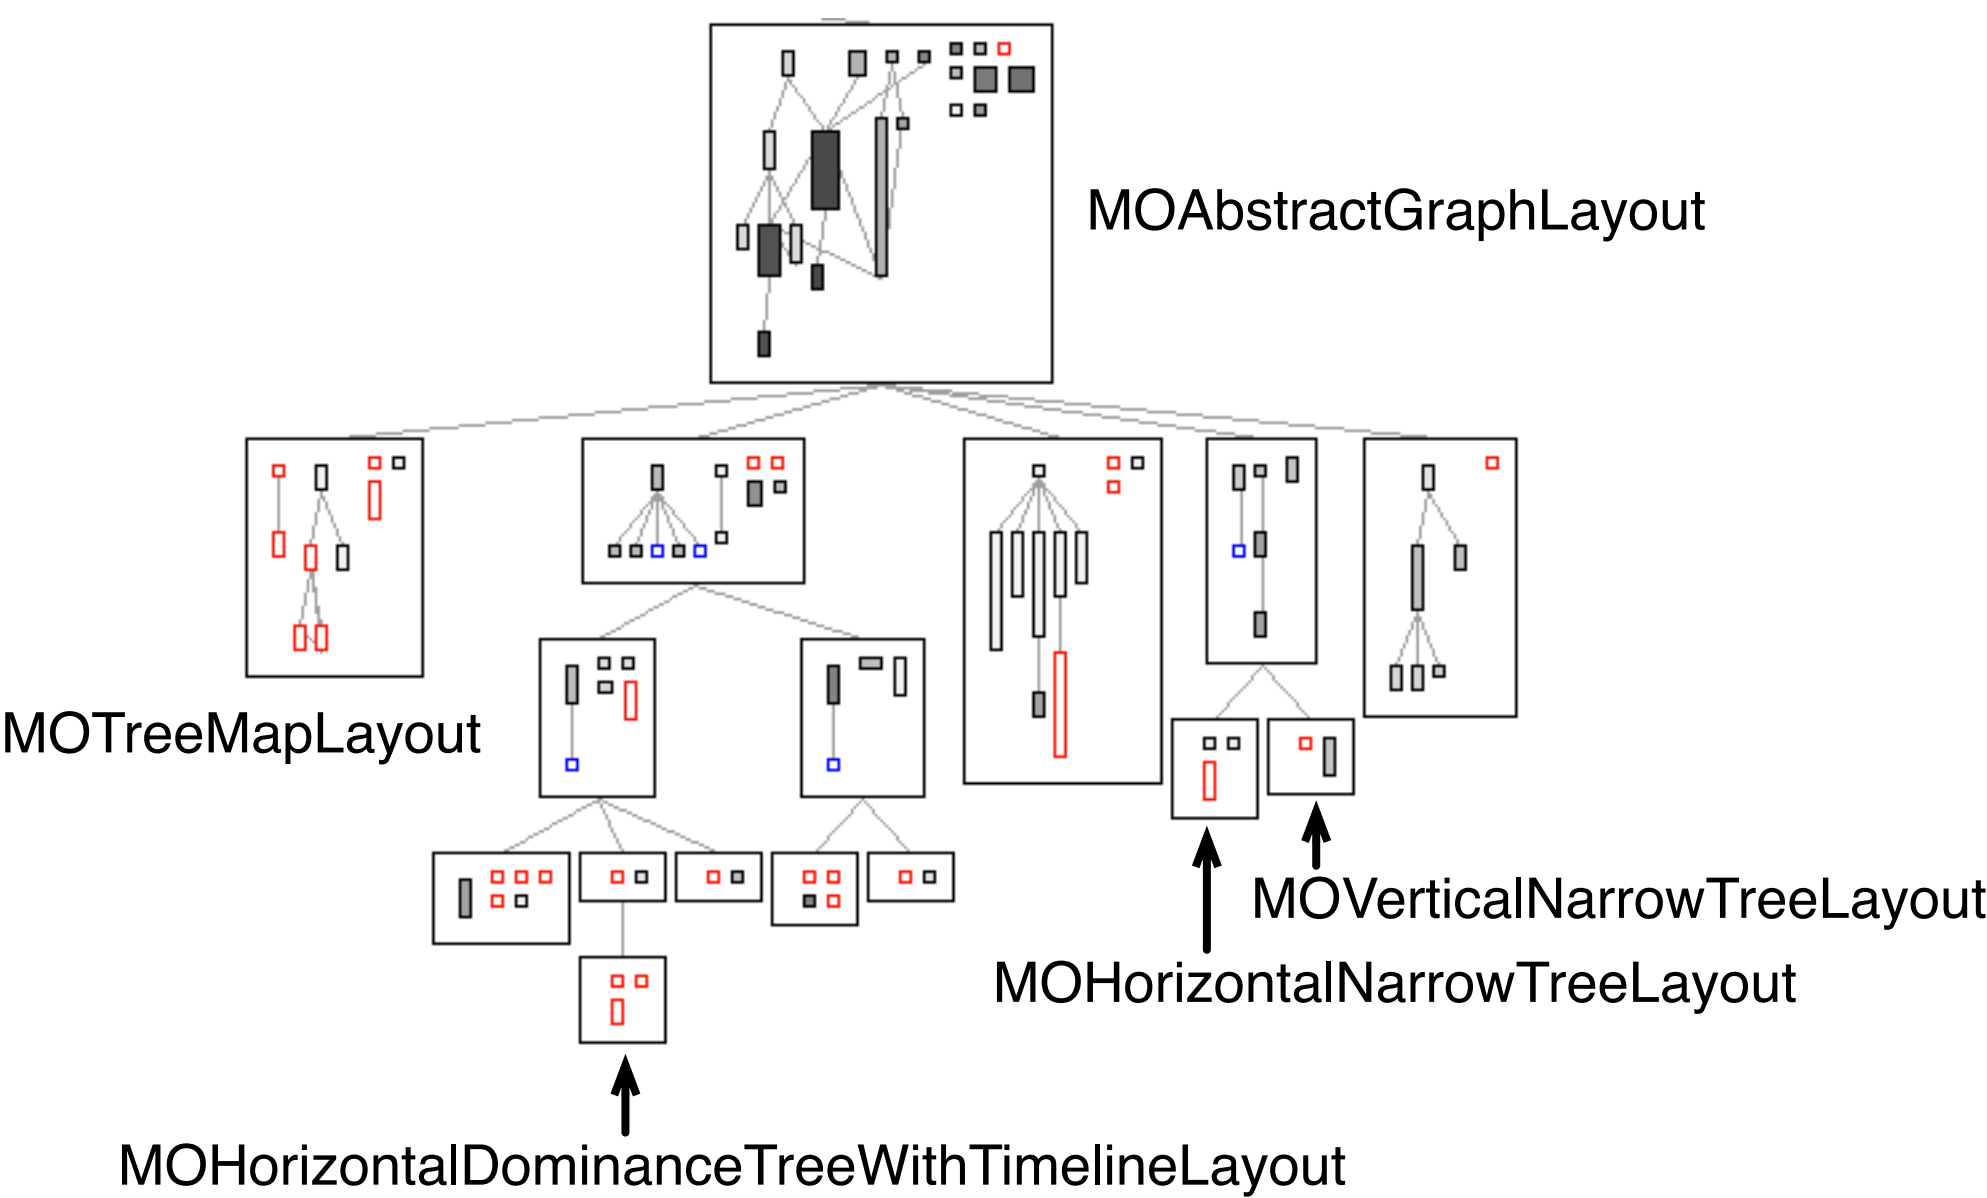 MOAbstractGraphLayout
MOTreeMapLayout
MOVerticalNarrowTreeLayout
MOHorizontalNarrowTreeLayout
MOHorizontalDominanceTreeWithTimelineLayout